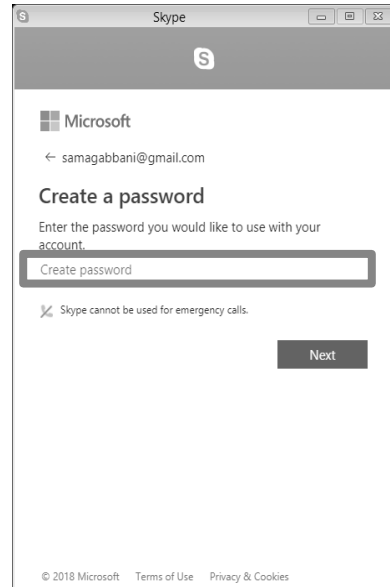 Skype
Microsoft
← samagabbani@gmail.com
Create a password
Enter the password you would like to use with your
account.
Create password
Skype cannot be used for emergency calls.
Next
© 2018 Microsoft Terms of Use Privacy & Cookies